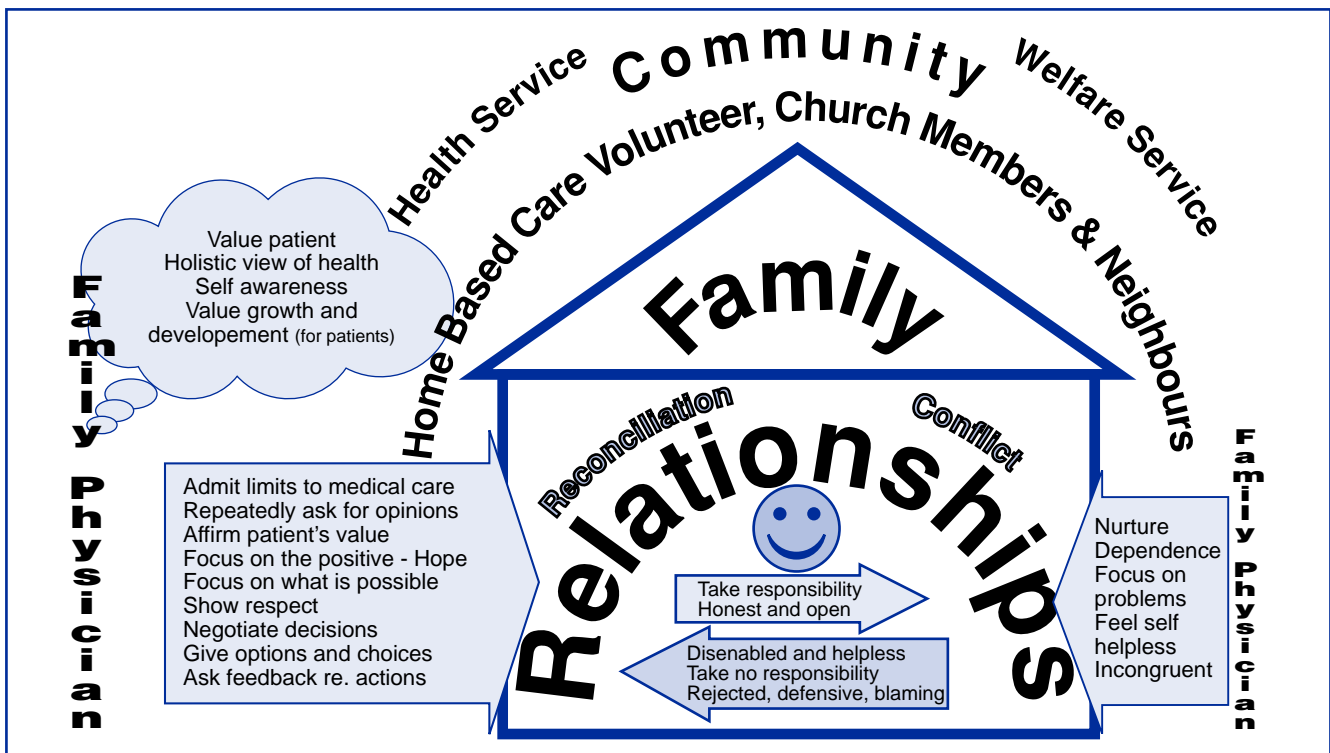 Community
Health Service
Welfare Service
Home Based Care Volunteer, Church Members & Neighbours
Family
Value patient
Holistic view of health
Self awareness
Value growth and
developement (for patients)
Family Physician
Reconciliation
Conflict
Relationships
Admit limits to medical care
Repeatedly ask for opinions
Affirm patient's value
Focus on the positive - Hope
Focus on what is possible
Show respect
Negotiate decisions
Give options and choices
Ask feedback re. actions
Take responsibility
Honest and open
Disenabled and helpless
Take no responsibility
Rejected, defensive, blaming
Nurture
Dependence
Focus on
problems
Feel self
helpless
Incongruent
Family Physician